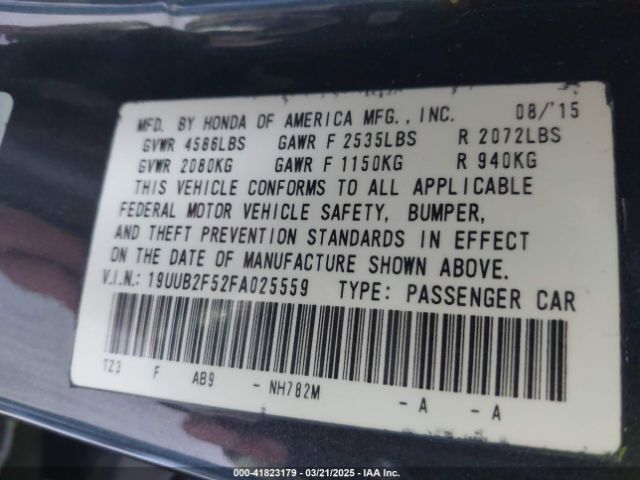 MFD. BY HONDA OF AMERICA MFG., INC. 08/'15
GVWR 4586LBS GAWR F 2535LBS R 2072LBS
GVWR 2080KG GAWR F 1150KG R 940KG
THIS VEHICLE CONFORMS TO ALL APPLICABLE
FEDERAL MOTOR VEHICLE SAFETY, BUMPER,
AND THEFT PREVENTION STANDARDS IN EFFECT
ON THE DATE OF MANUFACTURE SHOWN ABOVE.
V.I.N.: 19UUB2F52FA025559 TYPE: PASSENGER CAR
TZ3 F AB9 - NH782M - A - A
000-41823179 — 03/21/2025 — IAA Inc.